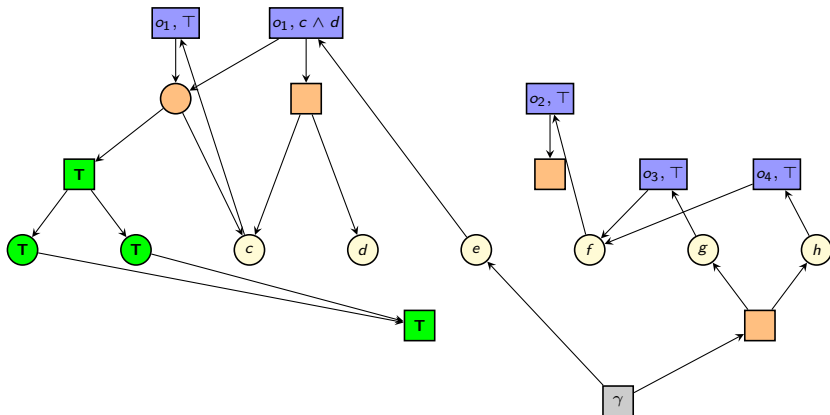 o₁, ⊤
o₁, c ∧ d
o₂, ⊤
T
o₃, ⊤
o₄, ⊤
T
T
c
d
e
f
g
h
T
γ